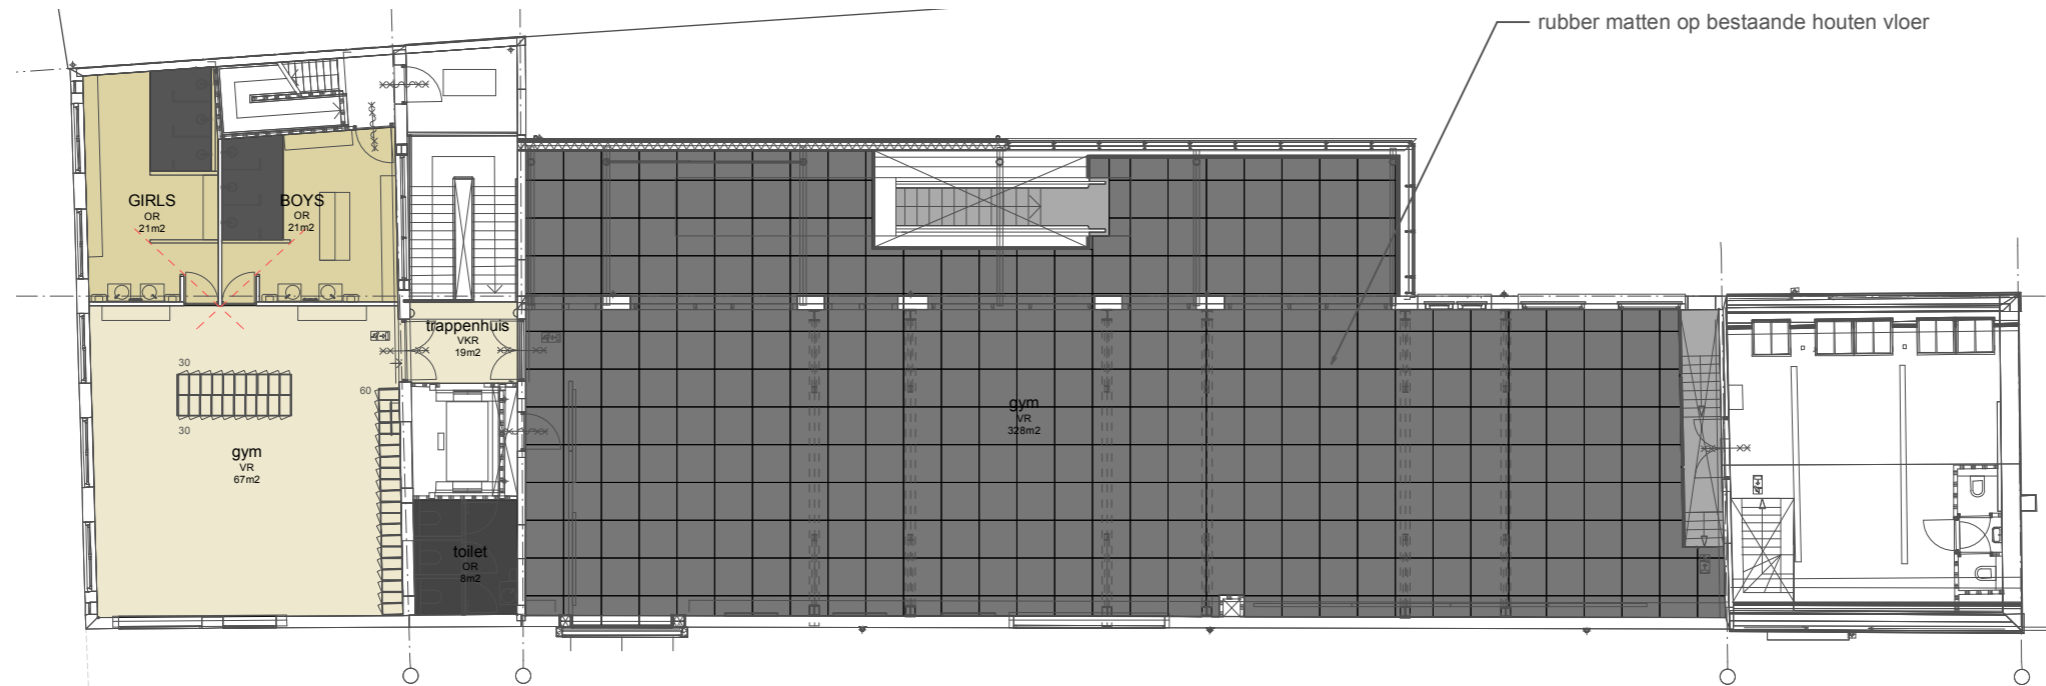 rubber matten op bestaande houten vloer
GIRLS
OR
21m2
BOYS
OR
21m2
trappenhuis
VKR
19m2
30
60
30
gym
VR
67m2
gym
VR
328m2
toilet
OR
8m2